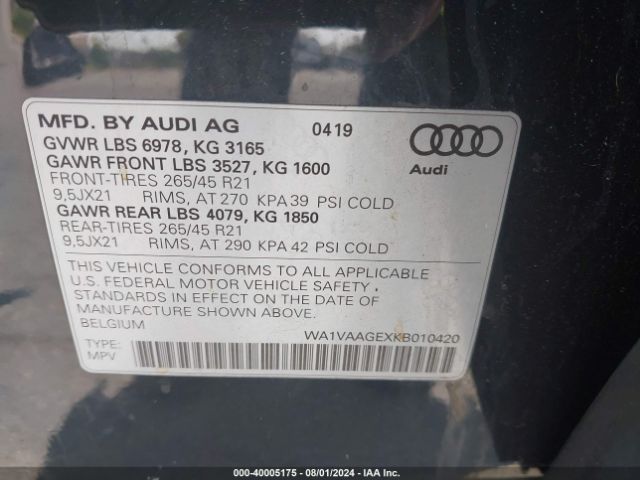 MFD. BY AUDI AG 0419
GVWR LBS 6978, KG 3165
GAWR FRONT LBS 3527, KG 1600
FRONT-TIRES 265/45 R21
9,5JX21 RIMS, AT 270 KPA 39 PSI COLD
GAWR REAR LBS 4079, KG 1850
REAR-TIRES 265/45 R21
9,5JX21 RIMS, AT 290 KPA 42 PSI COLD
Audi
THIS VEHICLE CONFORMS TO ALL APPLICABLE
U.S. FEDERAL MOTOR VEHICLE SAFETY
STANDARDS IN EFFECT ON THE DATE OF
MANUFACTURE SHOWN ABOVE.
BELGIUM
WA1VAAGEXKB010420
TYPE:
MPV
000-40005175 - 08/01/2024 - IAAI.COM